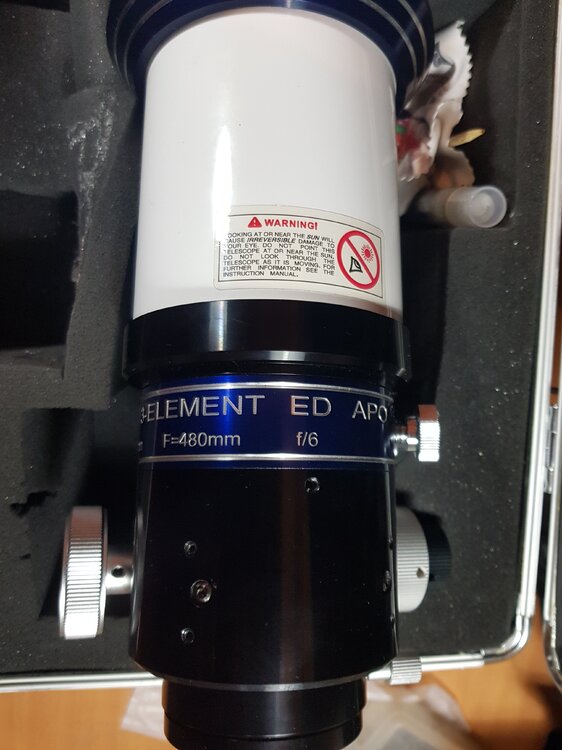 WARNING!
LOOKING AT OR NEAR THE SUN WILL
CAUSE IRREVERSIBLE DAMAGE TO
YOUR EYE. DO NOT POINT THIS
TELESCOPE AT OR NEAR THE SUN.
DO NOT LOOK THROUGH THE
TELESCOPE AS IT IS MOVING. FOR
FURTHER INFORMATION SEE THE
INSTRUCTION MANUAL.
3-ELEMENT ED APO
F=480mm f/6